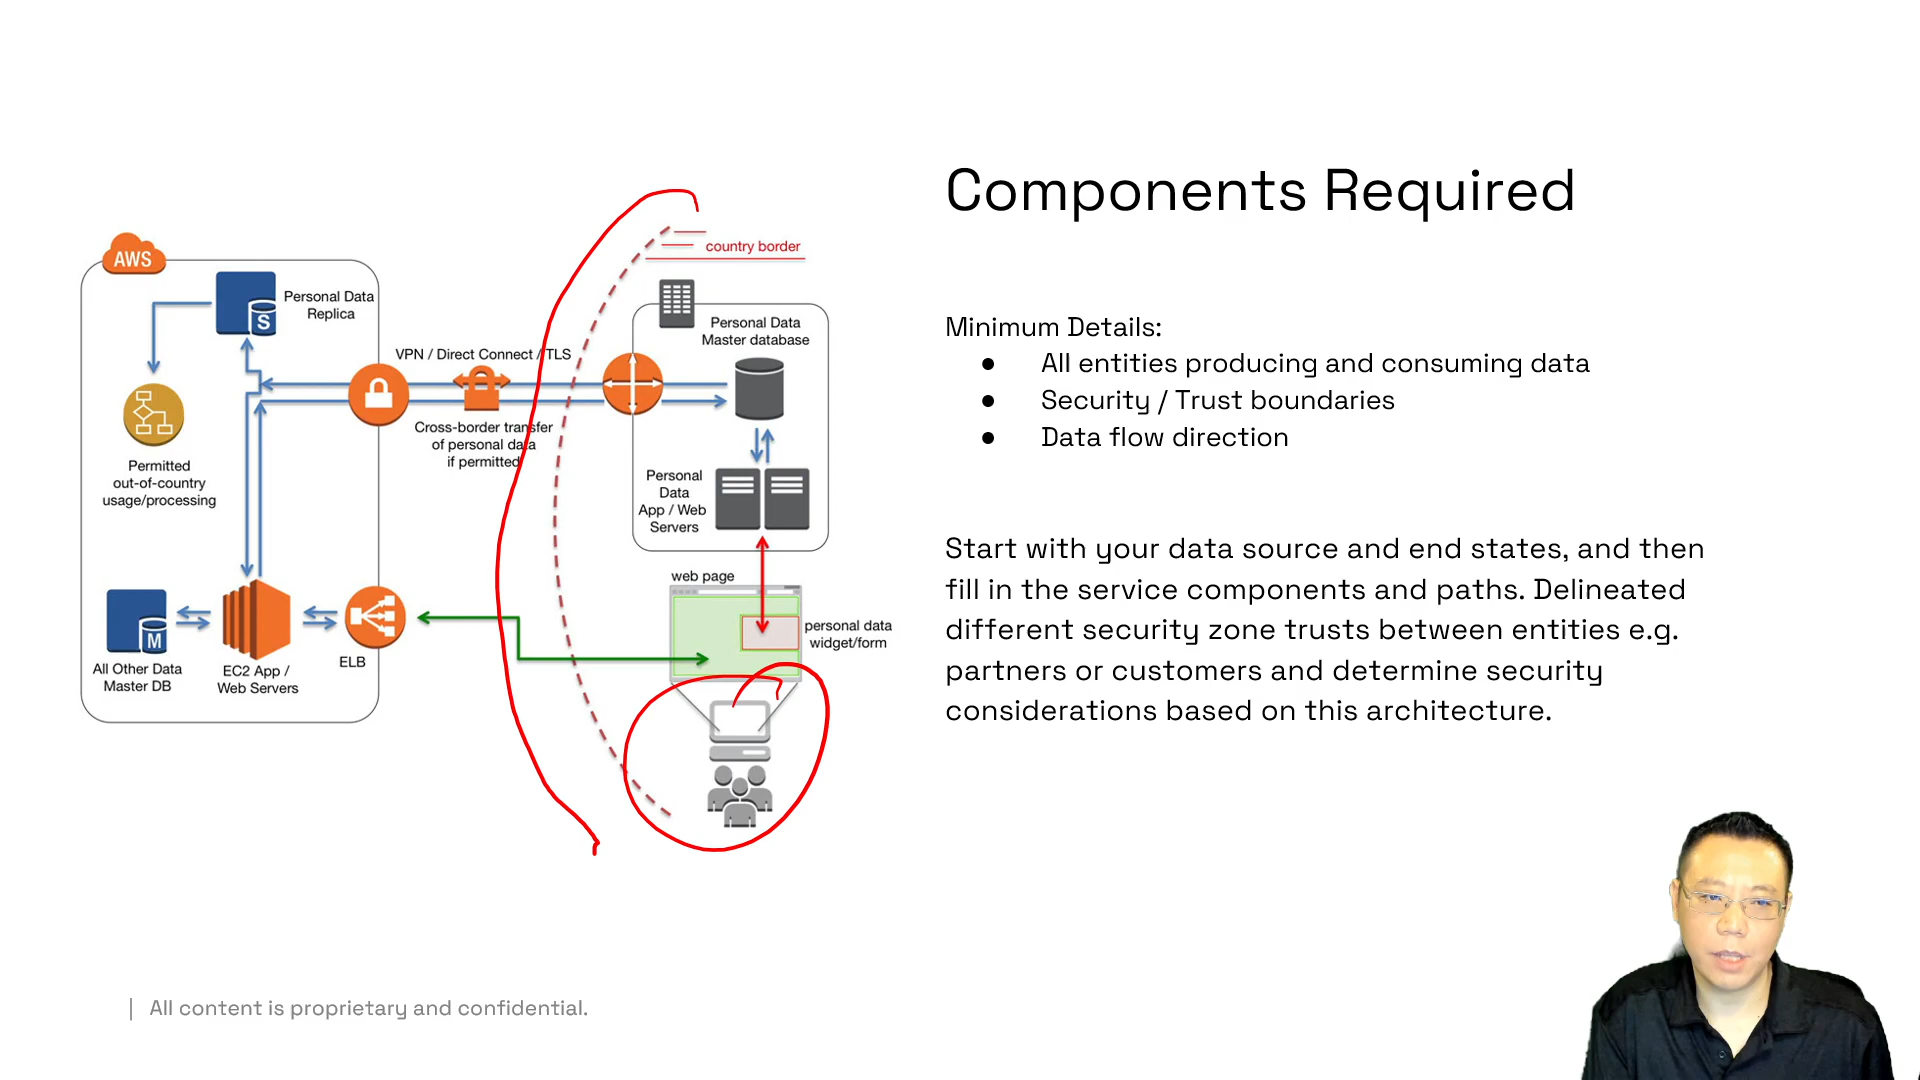 Components Required
Minimum Details:
● All entities producing and consuming data
● Security / Trust boundaries
● Data flow direction
Start with your data source and end states, and then
fill in the service components and paths. Delineated
different security zone trusts between entities e.g.
partners or customers and determine security
considerations based on this architecture.
AWS
Personal Data
Replica
S
Permitted
out-of-country
usage/processing
VPN / Direct Connect / TLS
Cross-border transfer
of personal data
if permitted
country border
Personal Data
Master database
Personal
Data
App / Web
Servers
web page
personal data
widget/form
M
All Other Data
Master DB
EC2 App /
Web Servers
ELB
| All content is proprietary and confidential.